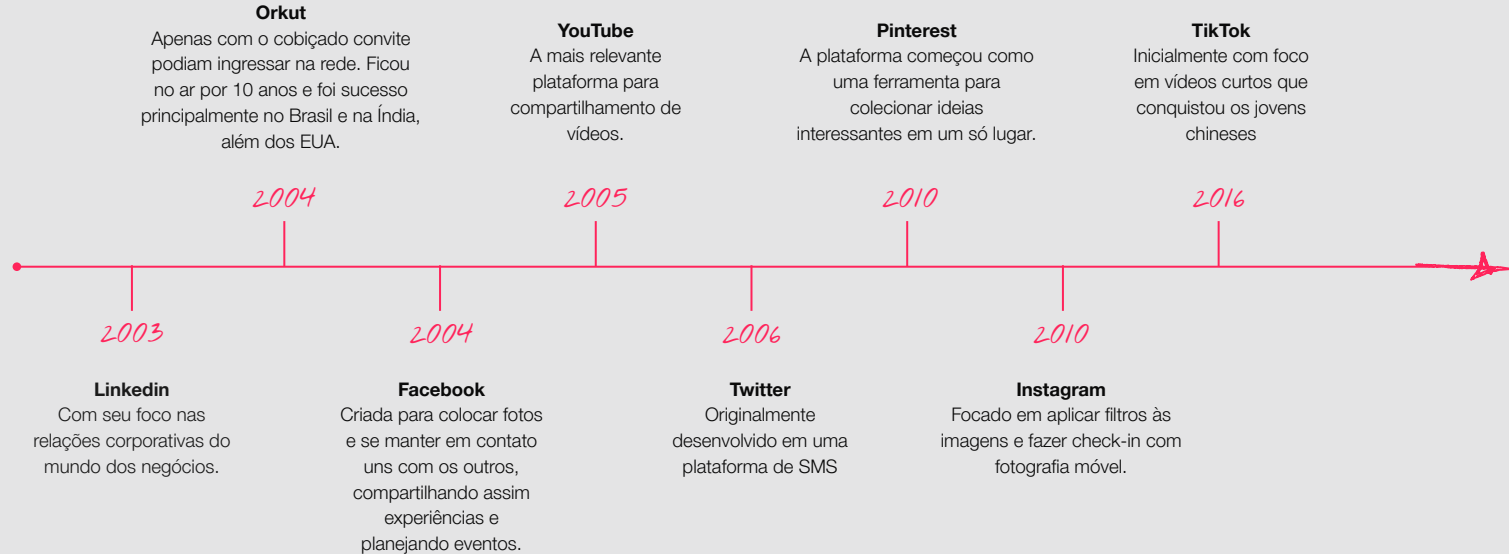 Orkut
Apenas com o cobiçado convite
podiam ingressar na rede. Ficou
no ar por 10 anos e foi sucesso
principalmente no Brasil e na Índia,
além dos EUA.
YouTube
A mais relevante
plataforma para
compartilhamento de
vídeos.
Pinterest
A plataforma começou como
uma ferramenta para
colecionar ideias
interessantes em um só lugar.
TikTok
Inicialmente com foco
em vídeos curtos que
conquistou os jovens
chineses
2004
2005
2010
2016
2003
2004
2006
2010
Linkedin
Com seu foco nas
relações corporativas do
mundo dos negócios.
Facebook
Criada para colocar fotos
e se manter em contato
uns com os outros,
compartilhando assim
experiências e
planejando eventos.
Twitter
Originalmente
desenvolvido em uma
plataforma de SMS
Instagram
Focado em aplicar filtros às
imagens e fazer check-in com
fotografia móvel.